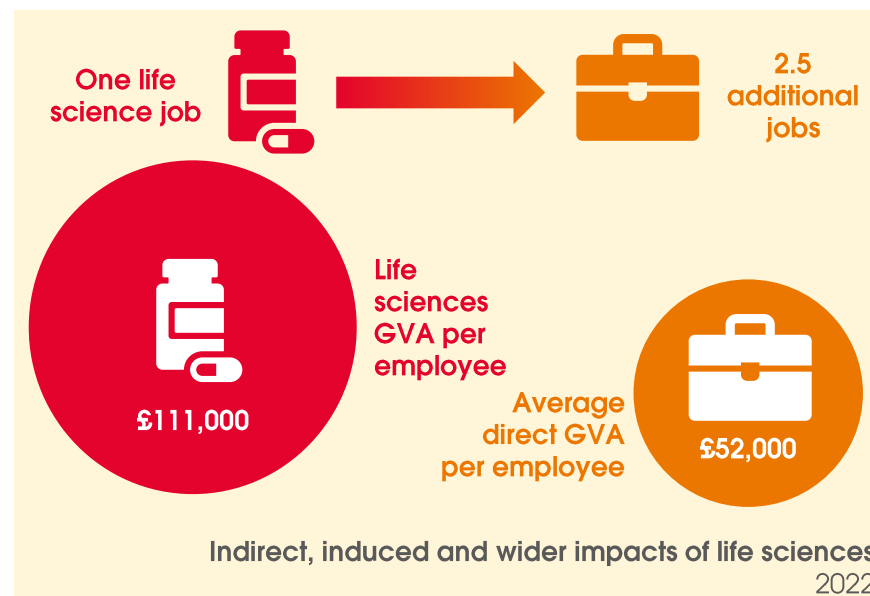 One life
science job
2.5
additional
jobs
Life
sciences
GVA per
employee
£111,000
Average
direct GVA
per employee
£52,000
Indirect, induced and wider impacts of life sciences
2022